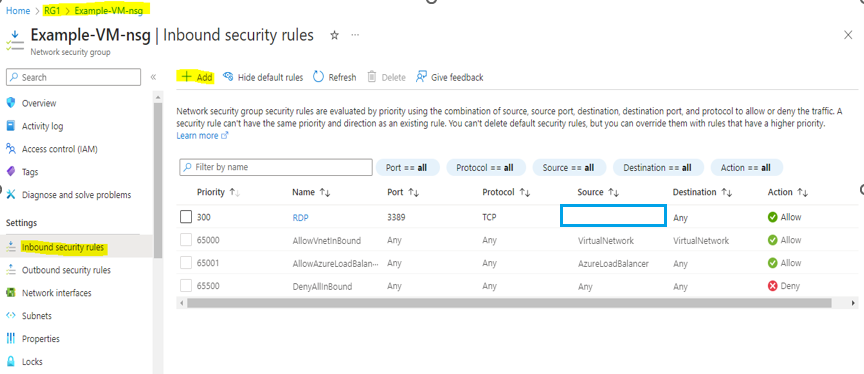 Home > RG1 > Example-VM-nsg
Example-VM-nsg | Inbound security rules
Network security group
Search
Overview
Activity log
Access control (IAM)
Tags
Diagnose and solve problems
Settings
Inbound security rules
Outbound security rules
Network interfaces
Subnets
Properties
Locks
Add Hide default rules Refresh Delete Give feedback
Network security group security rules are evaluated by priority using the combination of source, source port, destination, destination port, and protocol to allow or deny the traffic. A
security rule can't have the same priority and direction as an existing rule. You can't delete default security rules, but you can override them with rules that have a higher priority.
Learn more
Filter by name Port == all Protocol == all Source == all Destination == all Action == all
Priority Name Port Protocol Source Destination Action
300 RDP 3389 TCP Any Allow
65000 AllowVnetInBound Any Any VirtualNetwork VirtualNetwork Allow
65001 AllowAzureLoadBalan··· Any Any AzureLoadBalancer Any Allow
65500 DenyAllInBound Any Any Any Any Deny